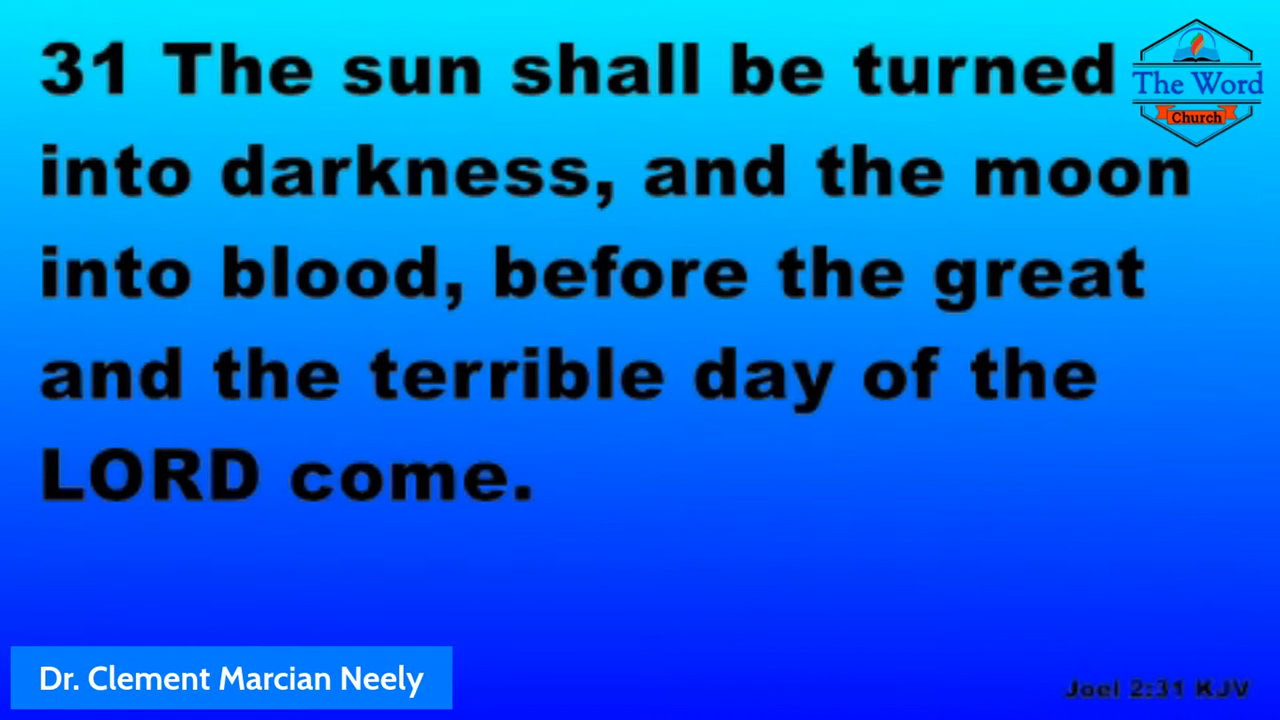 31 The sun shall be turned
into darkness, and the moon
into blood, before the great
and the terrible day of the
LORD come.
The Word
Church
Dr. Clement Marcian Neely
Joel 2:31 KJV